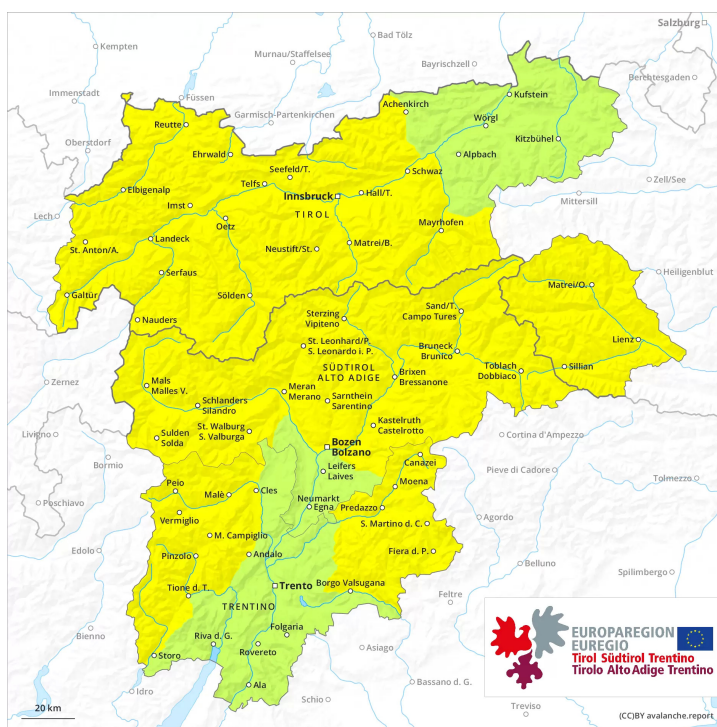 Salzburg
Bad Tölz
Kempten
Murnau/Staffelsee
Bayrischzell
Berchtesgaden
Immenstadt
Füssen
Kufstein
Achenkirch
Garmisch-Partenkirchen
Wörgl
Reutte
Kitzbühel
Oberstdorf
Ehrwald
Alpbach
Seefeld/T.
Schwaz
Zell/See
Telfs
Elbigenalp
Innsbruck
Hall/T.
Mittersill
Imst
TIROL
Lech
Oetz
Mayrhofen
Landeck
St. Anton/A.
Neustift/St.
Matrei/B.
Serfaus
Heiligenblut
Galtür
Sölden
Matrei/O.
Nauders
Sterzing
Vipiteno
Sand/T.
Campo Tures
Lienz
St. Leonhard/P.
S. Leonardo i. P.
Bruneck
Brunico
SÜDTIROL
ALTO ADIGE
Toblach
Dobbiaco
Sillian
Zernez
Mals
Malles V.
Meran
Merano
Brixen
Bressanone
Schlanders
Silandro
Sarnthein
Sarentino
St. Walburg
S. Valburga
Kastelruth
Castelrotto
Livigno
Sulden
Solda
Bozen
Bolzano
Cortina d'Ampezzo
Bormio
Canazei
Leifers
Laives
Pieve di Cadore
Tolmezzo
Peio
Moena
Poschiavo
Malè
Cles
Neumarkt
Egna
Predazzo
Vermiglio
Agordo
S. Martino d. C.
M. Campiglio
Edolo
Pinzolo
Andalo
Fiera d. P.
Belluno
Spilimbergo
Tione d. T.
Trento
Borgo Valsugana
Feltre
TRENTINO
Bienno
Folgaria
Riva d. G.
Rovereto
Asiago
Storo
Bassano d. G.
Ala
Idro
Schio
Treviso
EUROPAREGION
EUREGIO
Tirol Südtirol Trentino
Tirolo Alto Adige Trentino
20 km
(CC)BY avalanche.report